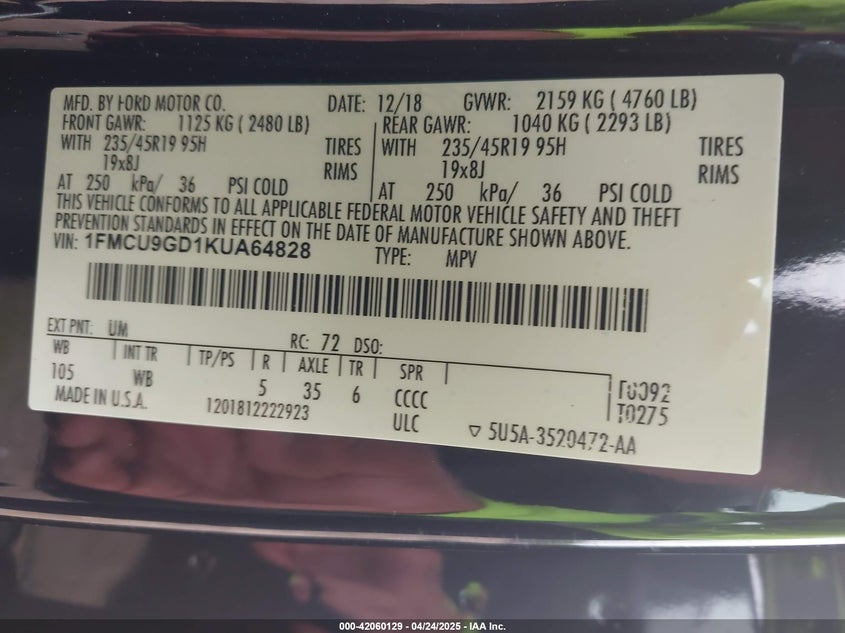 MFD. BY FORD MOTOR CO. DATE: 12/18 GVWR: 2159 KG ( 4760 LB)
FRONT GAWR: 1125 KG ( 2480 LB) REAR GAWR: 1040 KG ( 2293 LB)
WITH 235/45R19 95H TIRES WITH 235/45R19 95H TIRES
19x8J RIMS 19x8J RIMS
AT 250 kPa/ 36 PSI COLD AT 250 kPa/ 36 PSI COLD
THIS VEHICLE CONFORMS TO ALL APPLICABLE FEDERAL MOTOR VEHICLE SAFETY AND THEFT
PREVENTION STANDARDS IN EFFECT ON THE DATE OF MANUFACTURE SHOWN ABOVE.
VIN: 1FMCU9GD1KUA64828 TYPE: MPV
EXT PNT: UM RC: 72 DSO:
WB INT TR TP/PS R AXLE TR SPR
105 WB 5 35 6 CCCC T0275
MADE IN U.S.A. 1201812222923 ULC 5U5A-3520472-AA
000-42060129 - 04/24/2025 - IAA Inc.